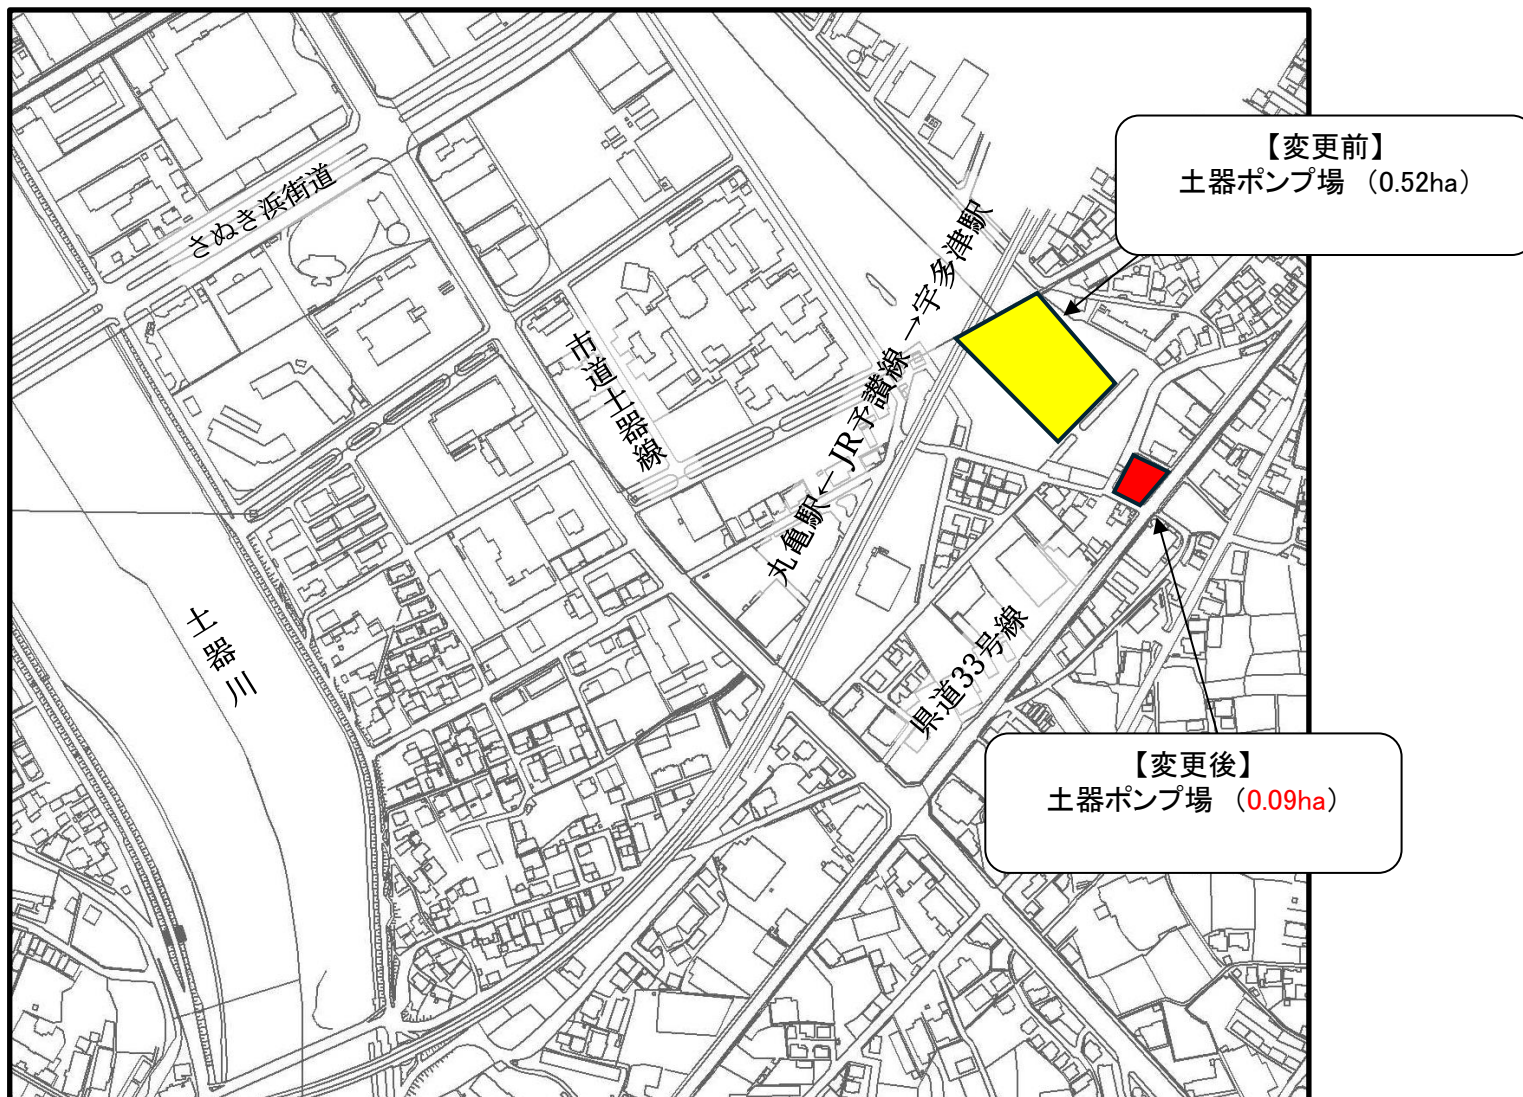 【変更前】
土器ポンプ場 （0.52ha）
さぬき浜街道
市道土器線
丸亀駅←JR予讃線→宇多津駅
土器川
県道33号線
【変更後】
土器ポンプ場 （0.09ha）